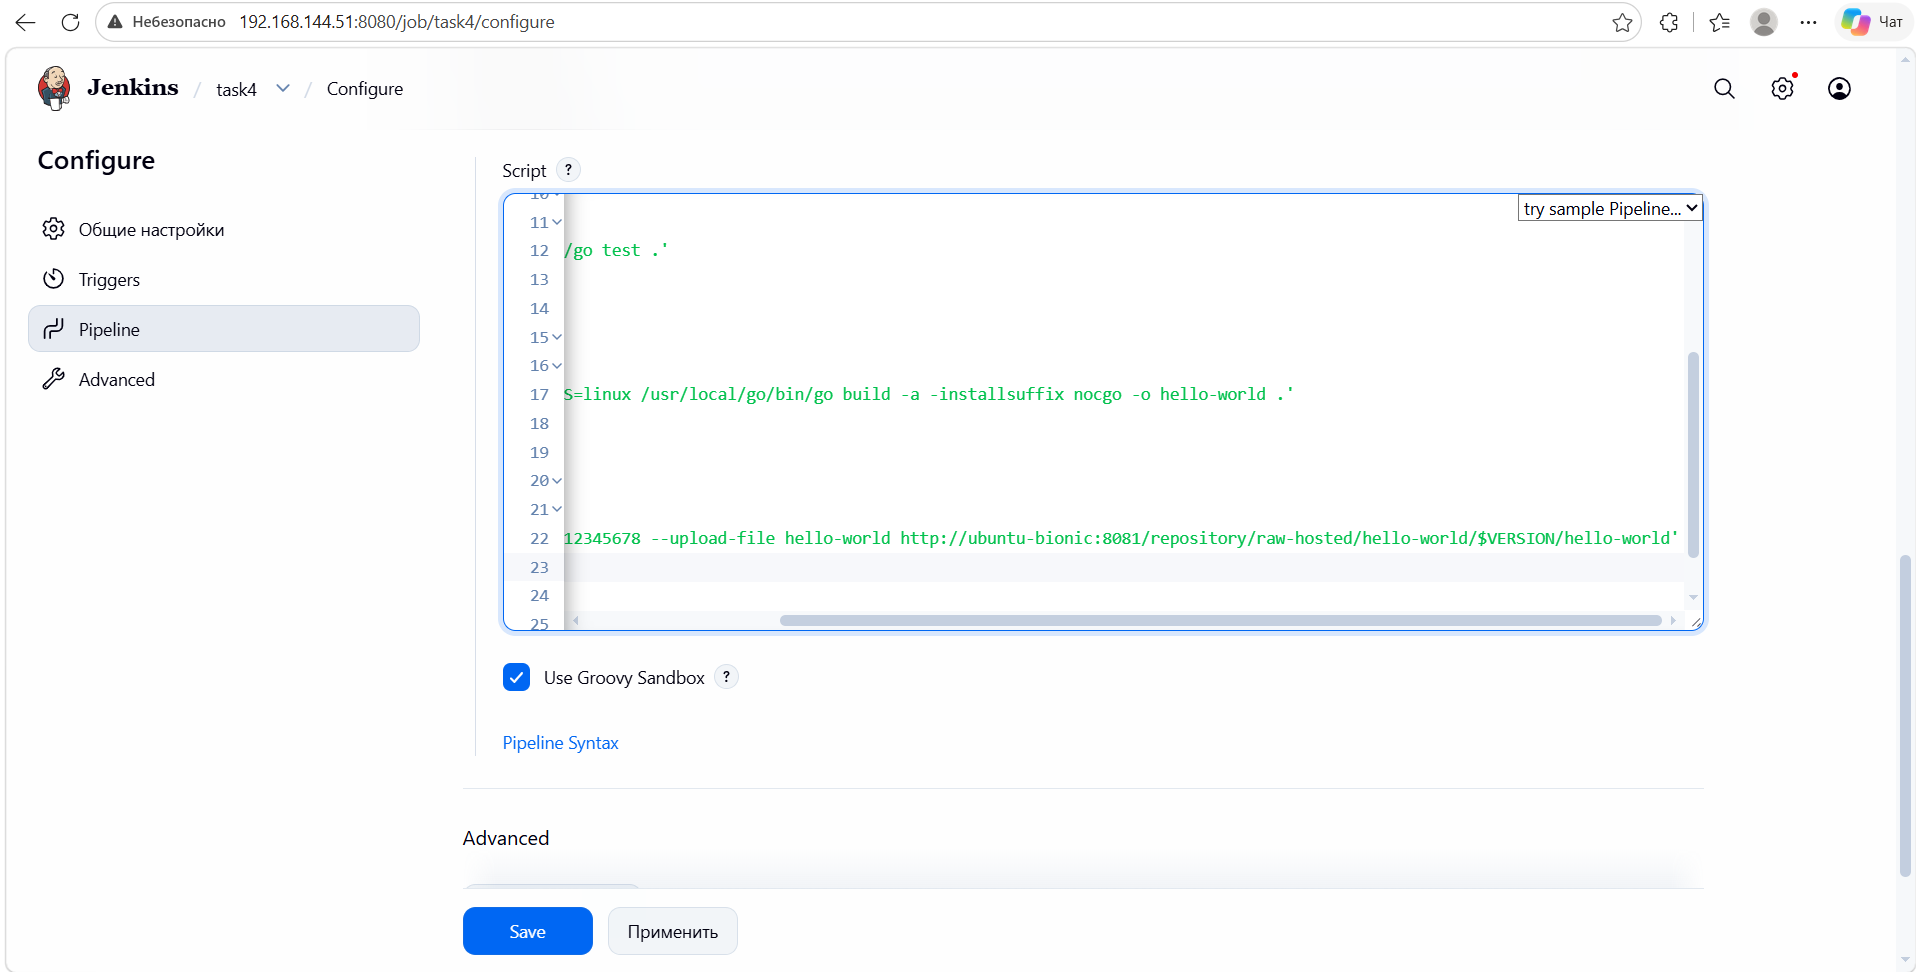 Небезопасно 192.168.144.51:8080/job/task4/configure Чат
Jenkins / task4 / Configure
Configure
Общие настройки
Triggers
Pipeline
Advanced
Script ?
try sample Pipeline...
10
11
12 /go test .'
13
14
15
16
17 S=linux /usr/local/go/bin/go build -a -installsuffix nocgo -o hello-world .'
18
19
20
21
22 12345678 --upload-file hello-world http://ubuntu-bionic:8081/repository/raw-hosted/hello-world/$VERSION/hello-world'
23
24
25
Use Groovy Sandbox ?
Pipeline Syntax
Advanced
Save Применить